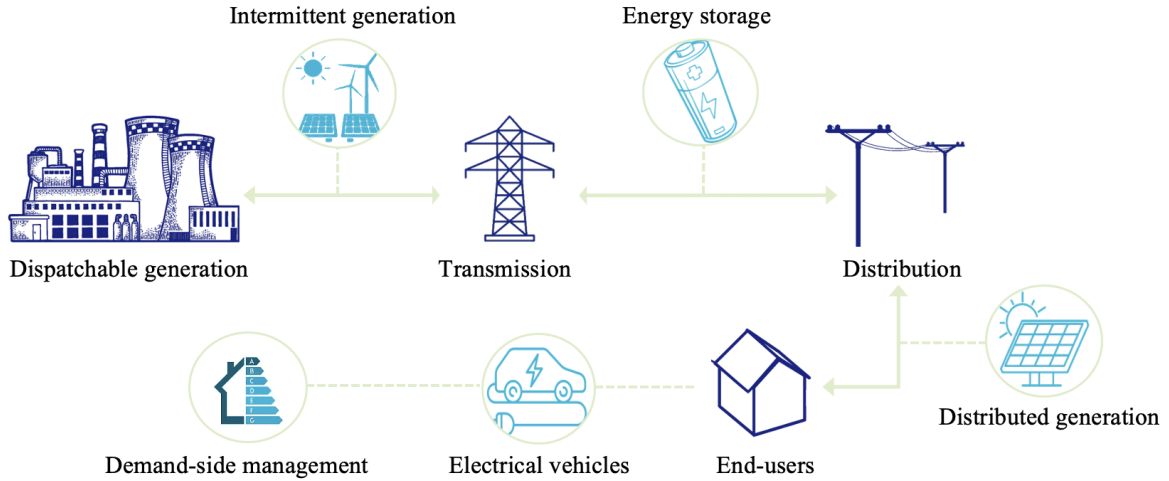 Intermittent generation
Energy storage
Dispatchable generation
Transmission
Distribution
A
B
C
D
E
F
G
Distributed generation
Demand-side management
Electrical vehicles
End-users